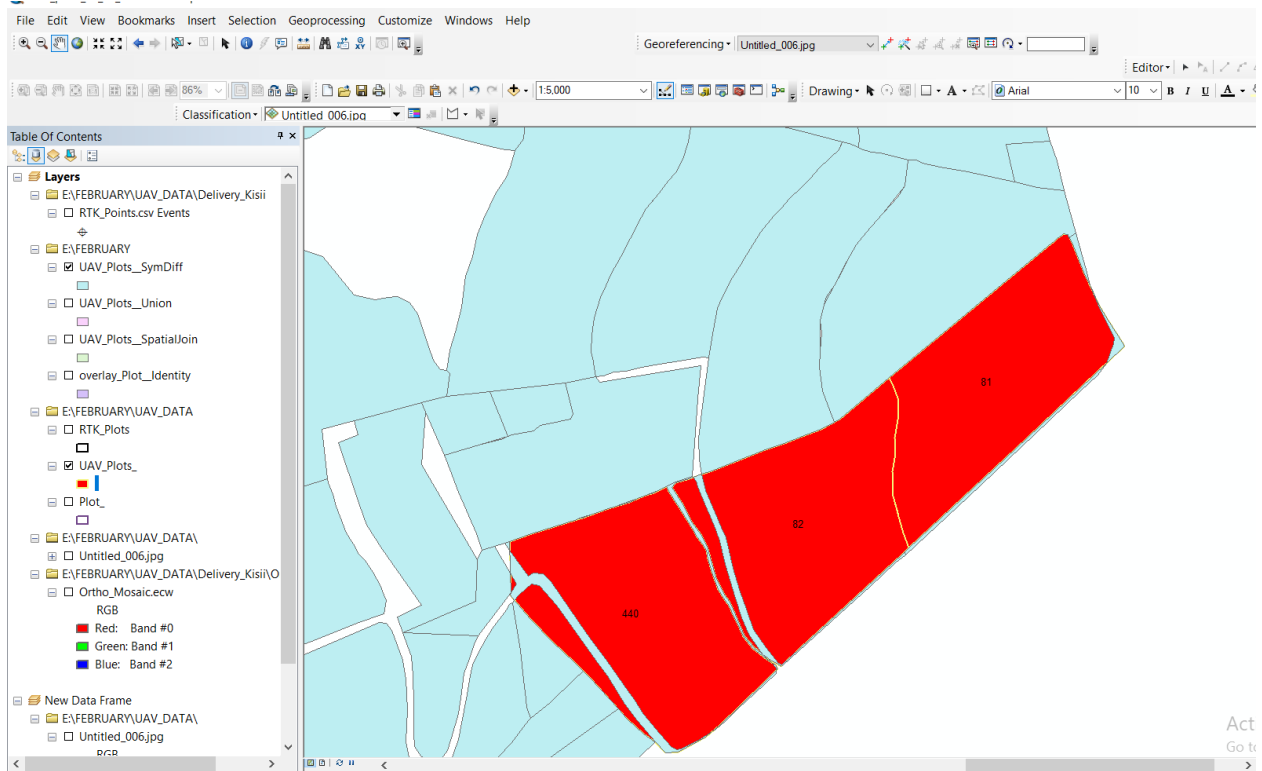 File Edit View Bookmarks Insert Selection Geoprocessing Customize Windows Help
Georeferencing Untitled_006.jpg
Editor
86% 1:5,000 Drawing A Arial 10 B I U A
Classification Untitled_006.jpg
Table Of Contents
Layers
E:\FEBRUARY\UAV_DATA\Delivery_Kisii
RTK_Points.csv Events
E:\FEBRUARY
UAV_Plots__SymDiff
UAV_Plots__Union
UAV_Plots__SpatialJoin
overlay_Plot__Identity
E:\FEBRUARY\UAV_DATA
RTK_Plots
UAV_Plots_
Plot_
E:\FEBRUARY\UAV_DATA\
Untitled_006.jpg
E:\FEBRUARY\UAV_DATA\Delivery_Kisii\O
Ortho_Mosaic.ecw
RGB
Red: Band #0
Green: Band #1
Blue: Band #2
New Data Frame
E:\FEBRUARY\UAV_DATA\
Untitled_006.jpg
RGB
81
82
440
Act
Go to